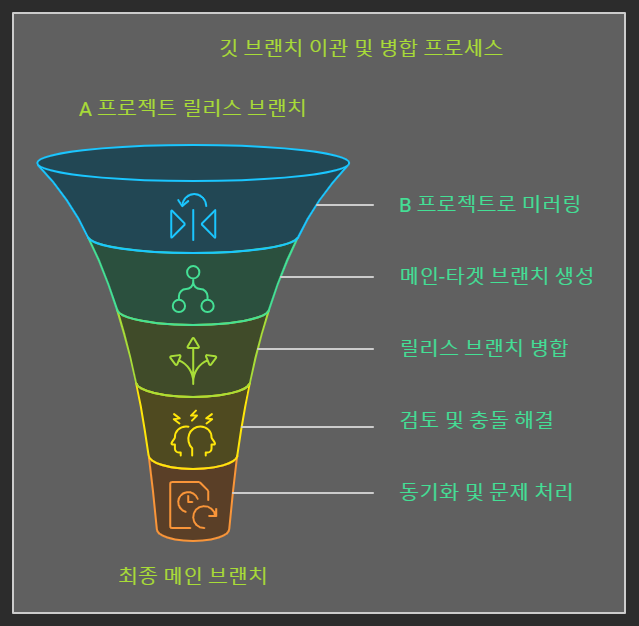 깃 브랜치 이관 및 병합 프로세스
A 프로젝트 릴리스 브랜치
B 프로젝트로 미러링
메인-타겟 브랜치 생성
릴리스 브랜치 병합
검토 및 충돌 해결
동기화 및 문제 처리
최종 메인 브랜치